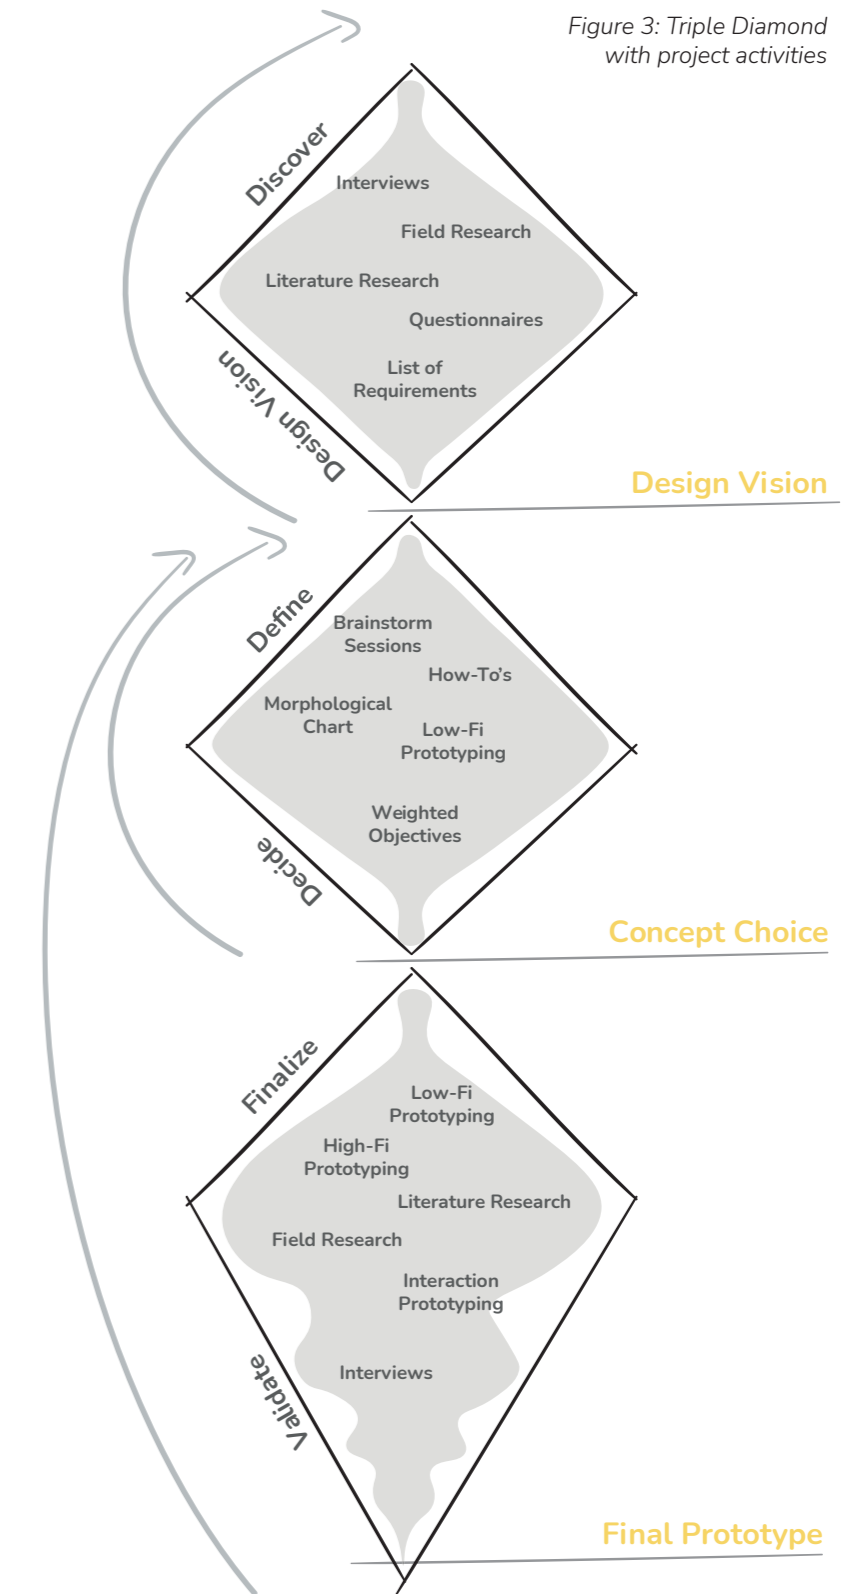 Figure 3: Triple Diamond
with project activities
Discover
Interviews
Field Research
Literature Research
Questionnaires
List of
Requirements
Design Vision
Design Vision
Define
Brainstorm
Sessions
How-To's
Morphological
Chart
Low-Fi
Prototyping
Weighted
Objectives
Decide
Concept Choice
Finalize
Low-Fi
Prototyping
High-Fi
Prototyping
Literature Research
Field Research
Interaction
Prototyping
Interviews
Validate
Final Prototype